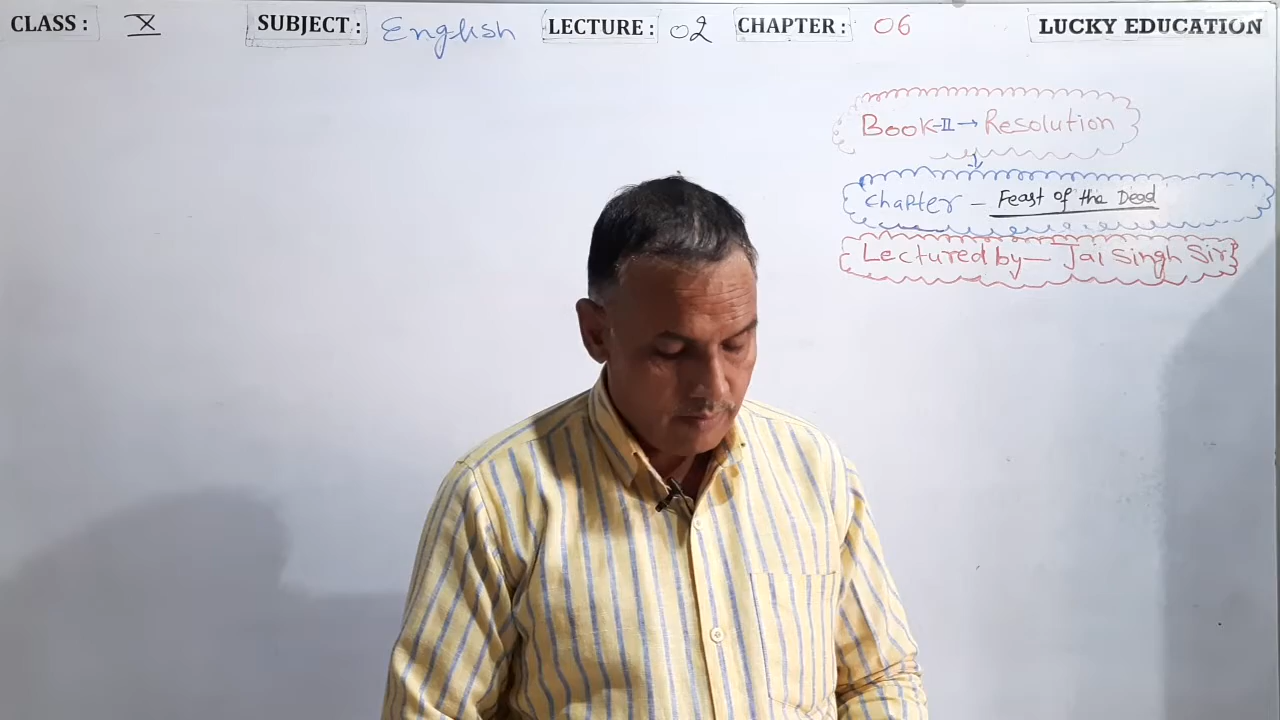 CLASS : X SUBJECT : English LECTURE : 02 CHAPTER : 06 LUCKY EDUCATION
Book-II → Resolution
Chapter - Feast of the Dead
Lectured by - Jai Singh Sir